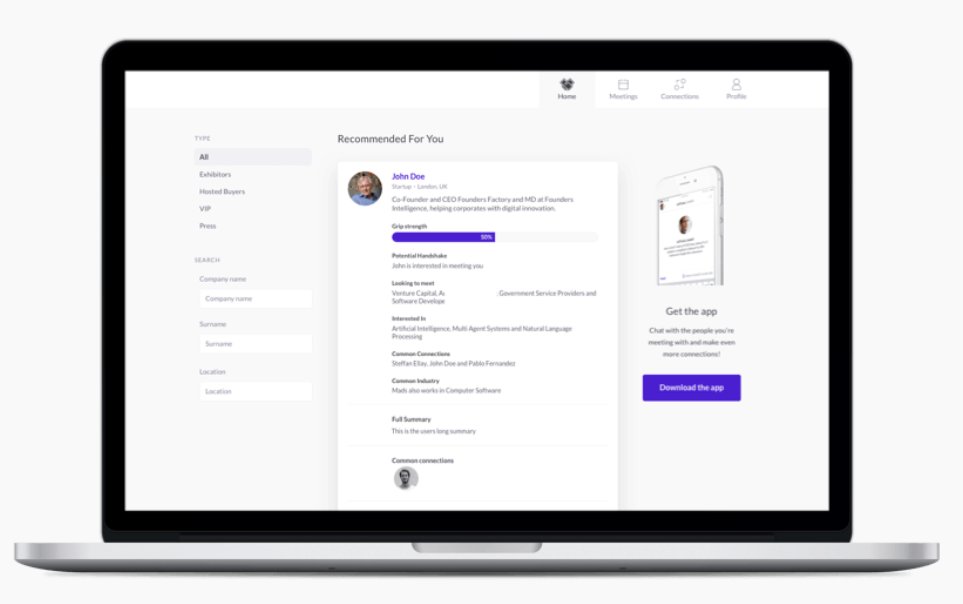 Home
Meetings
Connections
Profile
TYPE
All
Exhibitors
Hosted Buyers
VIP
Press
SEARCH
Company name
Company name
Surname
Surname
Location
Location
Recommended For You
John Doe
Startup - London, UK
Co-Founder and CEO Founders Factory and MD at Founders
Intelligence, helping corporates with digital innovation.
Grip strength
50%
Potential Handshake
John is interested in meeting you
Looking to meet
Venture Capital, , Government Service Providers and
Software Develope
Interested In
Artificial Intelligence, Multi Agent Systems and Natural Language
Processing
Common Connections
Steffan Ellay, John Doe and Pablo Fernandez
Common Industry
Mads also works in Computer Software
Full Summary
This is the users long summary
Common connections
Get the app
Chat with the people you're
meeting with and make even
more connections!
Download the app